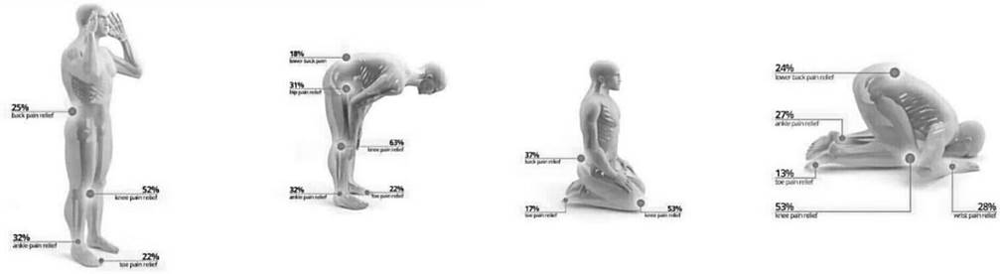 25%
back pain relief
52%
knee pain relief
32%
ankle pain relief
22%
toe pain relief
18%
lower back pain
31%
hip pain relief
63%
knee pain relief
32%
ankle pain relief
22%
toe pain relief
37%
back pain relief
17%
toe pain relief
53%
knee pain relief
24%
lower back pain relief
27%
ankle pain relief
13%
toe pain relief
53%
knee pain relief
28%
wrist pain relief